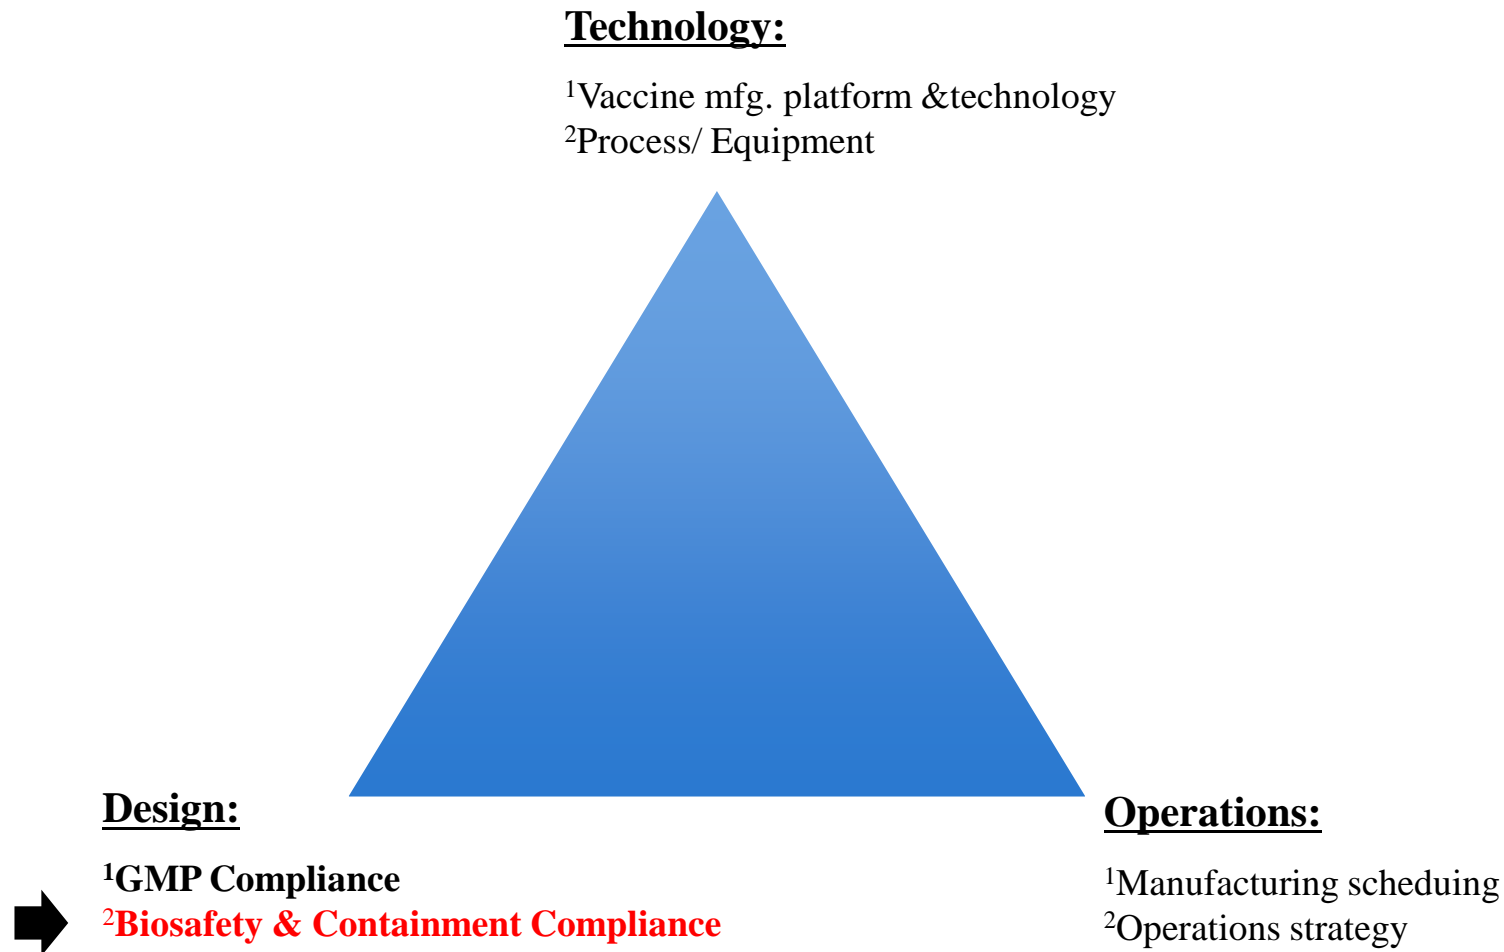 Technology:
¹Vaccine mfg. platform &technology
²Process/ Equipment
Design:
¹GMP Compliance
²Biosafety & Containment Compliance
Operations:
¹Manufacturing scheduing
²Operations strategy